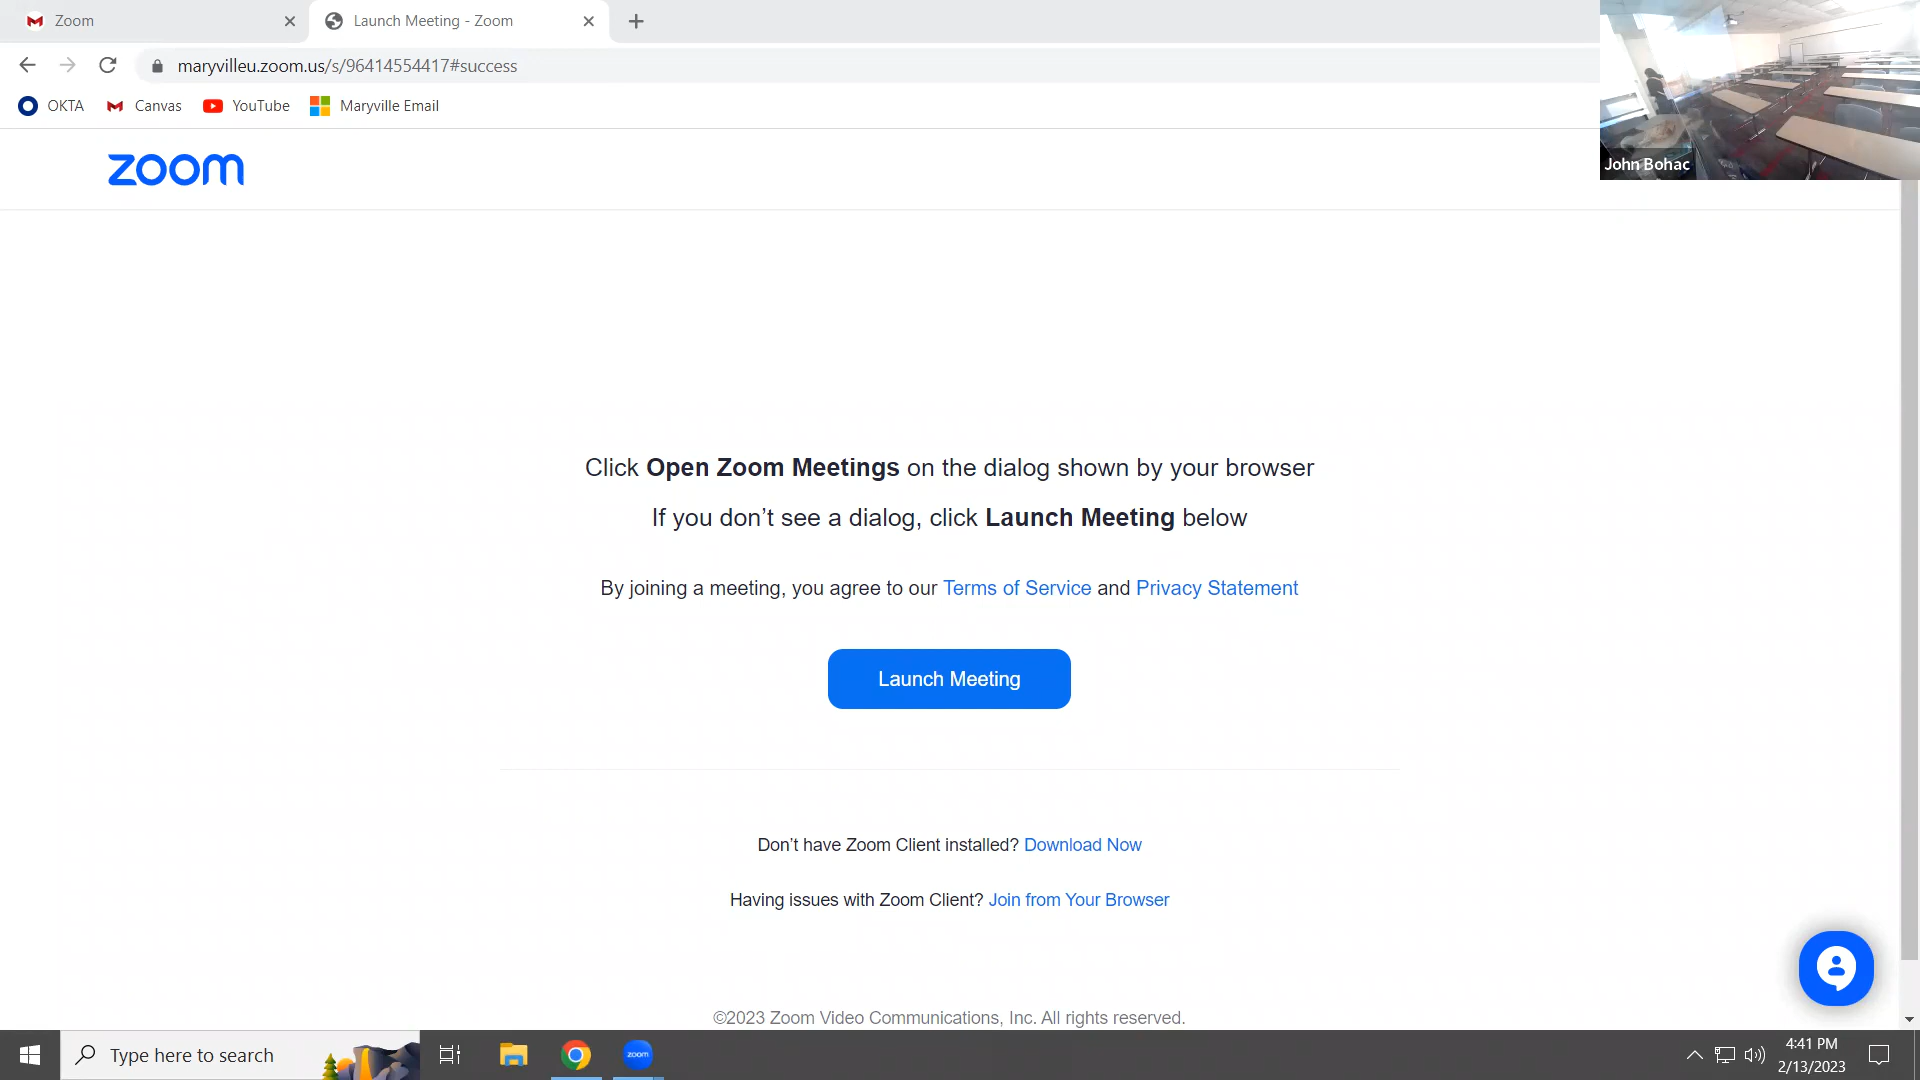 Zoom
Launch Meeting - Zoom
maryvilleu.zoom.us/s/96414554417#success
OKTA
Canvas
YouTube
Maryville Email
zoom
John Bohac
Click Open Zoom Meetings on the dialog shown by your browser
If you don’t see a dialog, click Launch Meeting below
By joining a meeting, you agree to our Terms of Service and Privacy Statement
Launch Meeting
Don’t have Zoom Client installed? Download Now
Having issues with Zoom Client? Join from Your Browser
©2023 Zoom Video Communications, Inc. All rights reserved.
Type here to search
zoom
4:41 PM
2/13/2023